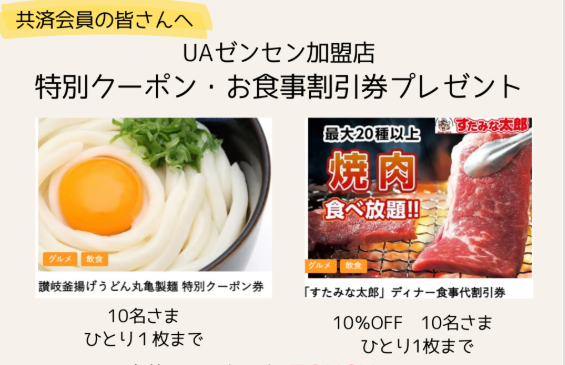 共済会員の皆さんへ
UAゼンセン加盟店
特別クーポン・お食事割引券プレゼント
最大20種以上
すたみな太郎
焼肉
食べ放題!!
グルメ 飲食
グルメ 飲食
讃岐釜揚げうどん丸亀製麺 特別クーポン券
「すたみな太郎」ディナー食事代割引券
10名さま
ひとり1枚まで
10%OFF 10名さま
ひとり1枚まで